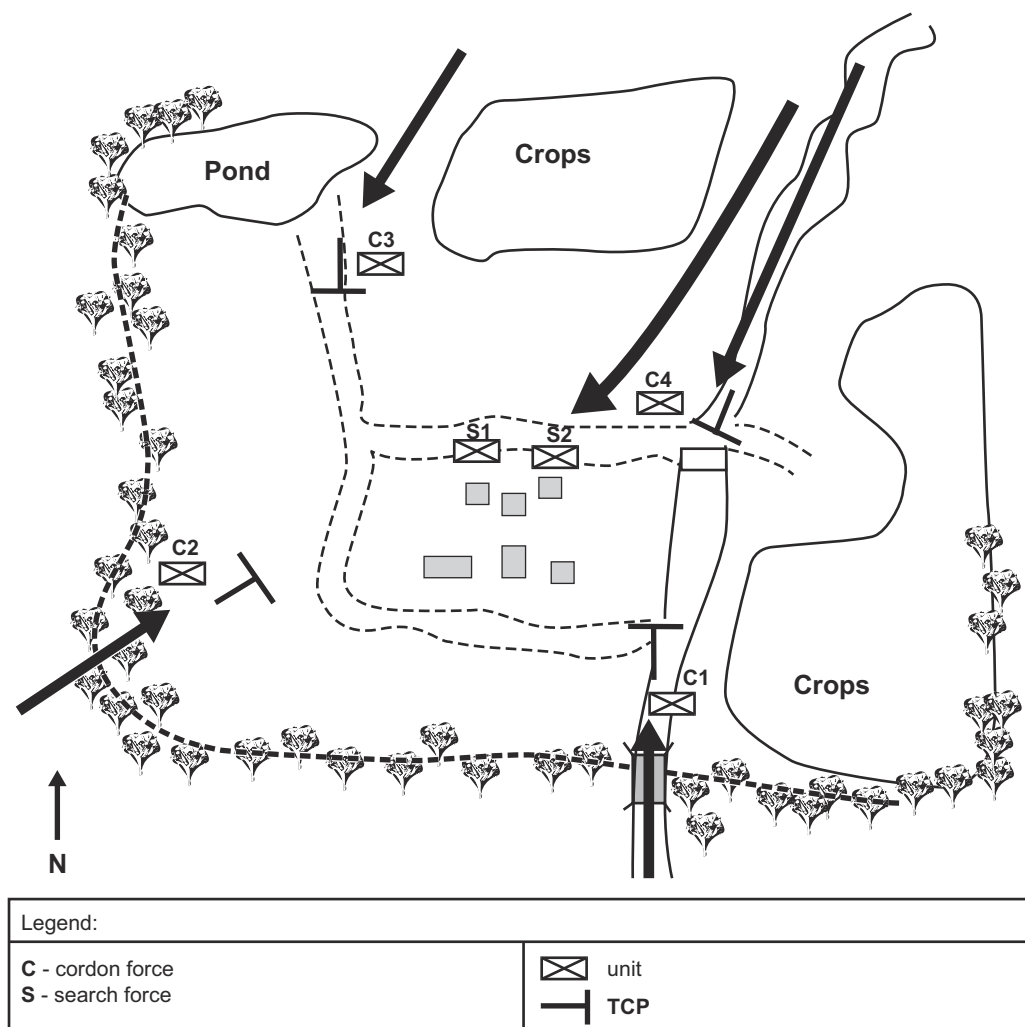 Pond
Crops
C3
C4
S1
S2
C2
C1
Crops
N
Legend:
C - cordon force
S - search force
unit
TCP